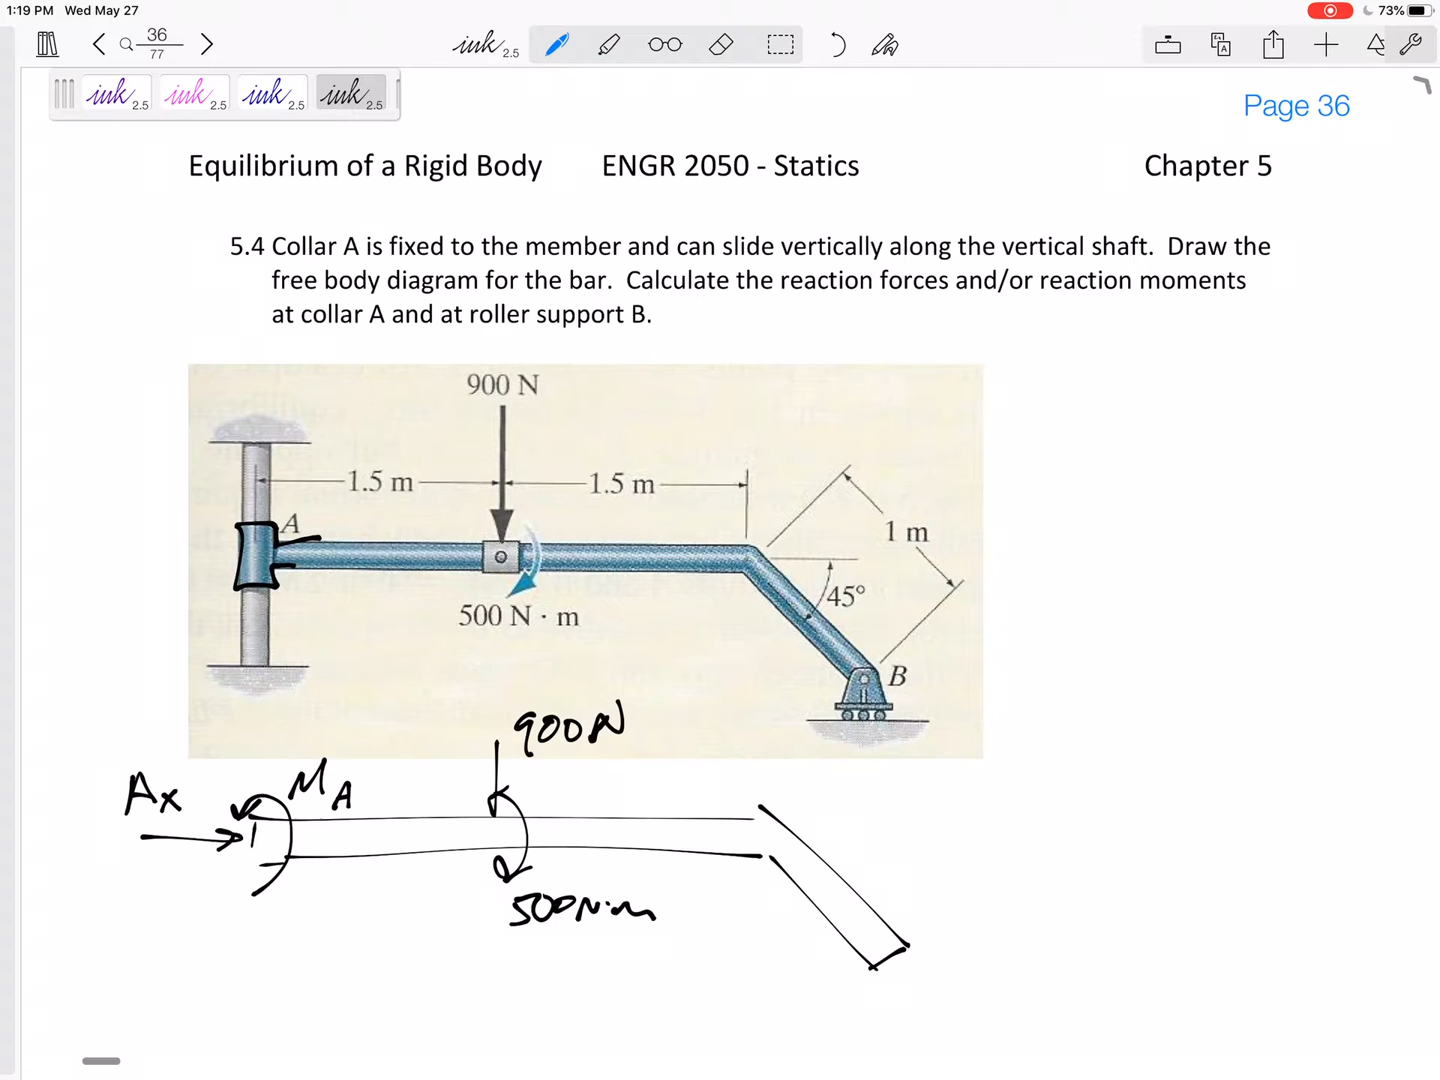 1:19 PM Wed May 27
73%
36
77
ink 2.5
ink 2.5
ink 2.5
ink 2.5
ink 2.5
Page 36
Equilibrium of a Rigid Body ENGR 2050 - Statics Chapter 5
5.4 Collar A is fixed to the member and can slide vertically along the vertical shaft. Draw the
free body diagram for the bar. Calculate the reaction forces and/or reaction moments
at collar A and at roller support B.
900 N
1.5 m
1.5 m
A
1 m
45°
500 N · m
B
900N
Ax
MA
500N·m